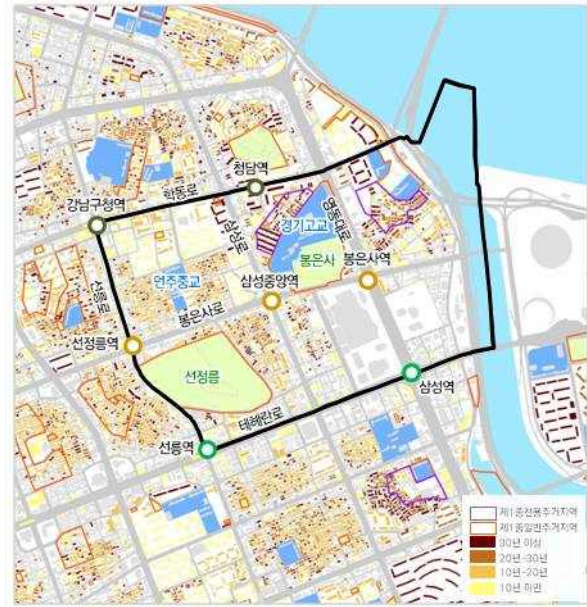 청담역
학동로
강남구청역
삼성로
경기고교
영동대로
언주중교
봉은사
봉은사역
삼성중앙역
선릉로
봉은사로
선정릉역
선정릉
삼성역
테헤란로
선릉역
제1종전용주거지역
제1종일반주거지역
30년 이상
20년~30년
10년~20년
10년 미만